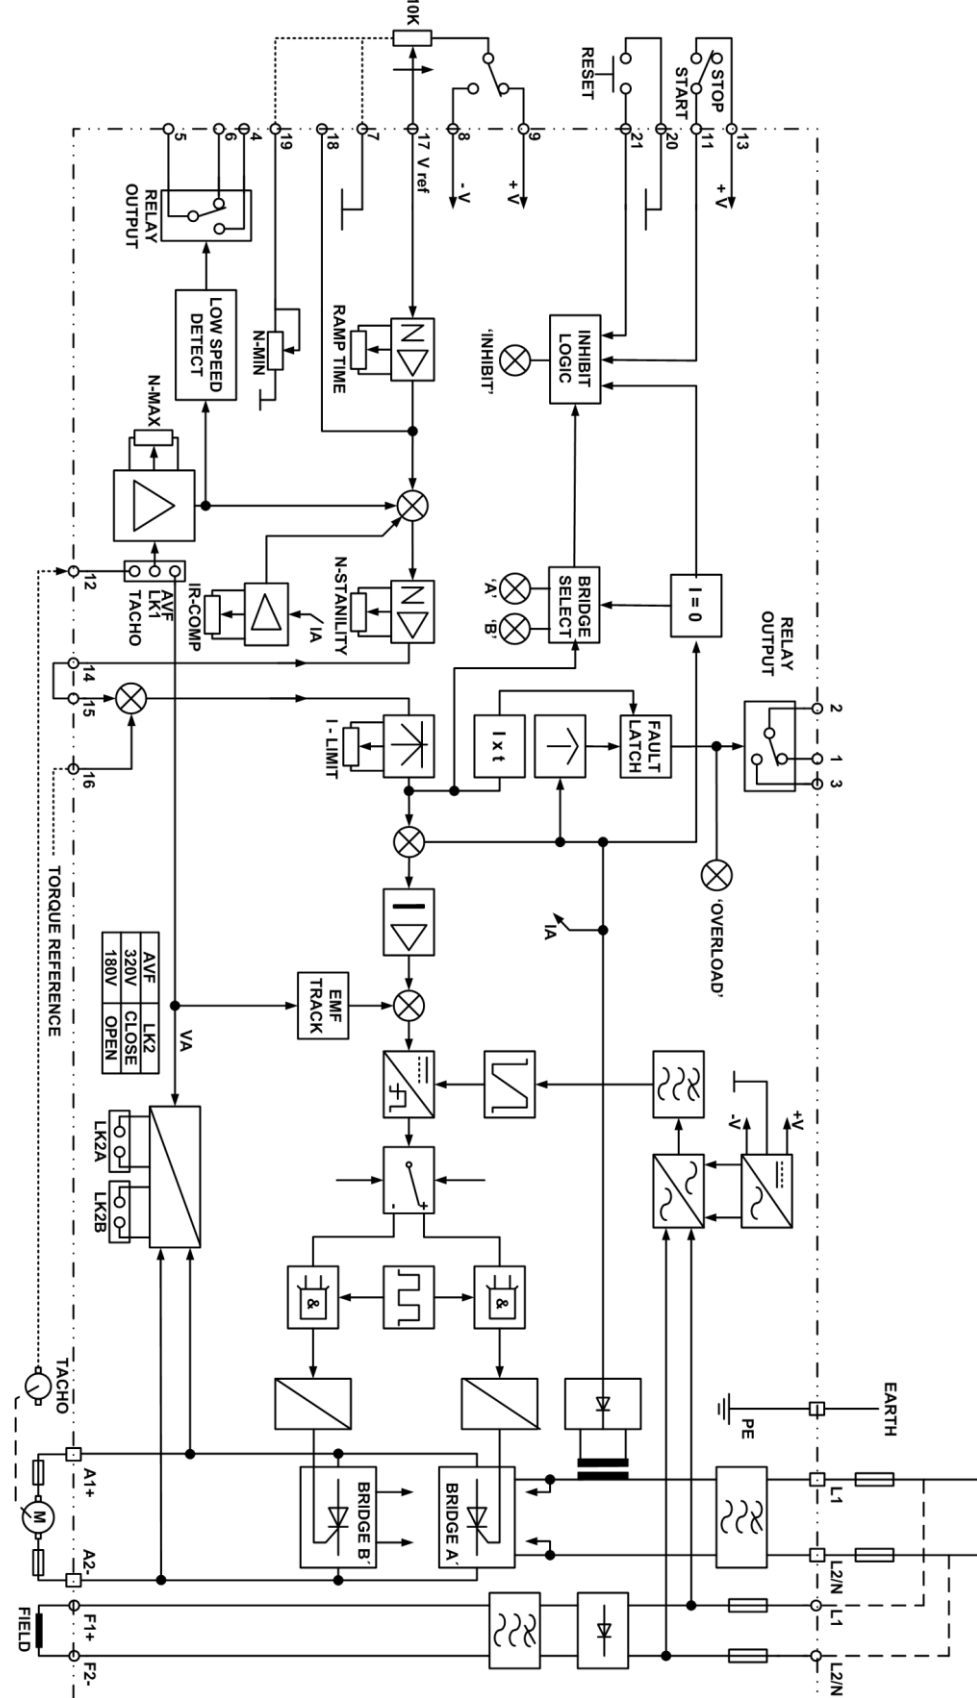 10K
RESET
START
STOP
5
6
4
19
18
7
17 V ref
8
9
21
20
11
13
- V
+ V
+ V
RELAY
OUTPUT
LOW SPEED
DETECT
N-MIN
RAMP TIME
N
'INHIBIT'
INHIBIT
LOGIC
N-MAX
12
AVF
LK1
TACHO
IR-COMP
IA
N-STANILITY
N
'A'
'B'
BRIDGE
SELECT
I = 0
RELAY
OUTPUT
2
1
3
14
15
16
I - LIMIT
I x t
FAULT
LATCH
'OVERLOAD'
IA
I
TORQUE REFERENCE
AVF LK2
320V CLOSE
180V OPEN
VA
EMF
TRACK
LK2A
LK2B
+
-
&
&
-V
+V
TACHO
M
A1+
A2-
FIELD
F1+
F2-
BRIDGE B´
BRIDGE A´
PE
EARTH
L1
L2/N
L1
L2/N